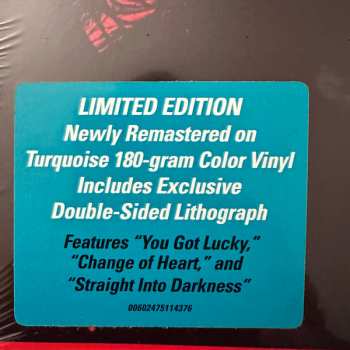 LIMITED EDITION
Newly Remastered on
Turquoise 180-gram Color Vinyl
Includes Exclusive
Double-Sided Lithograph
Features “You Got Lucky,”
“Change of Heart,” and
“Straight Into Darkness”
00602475114376